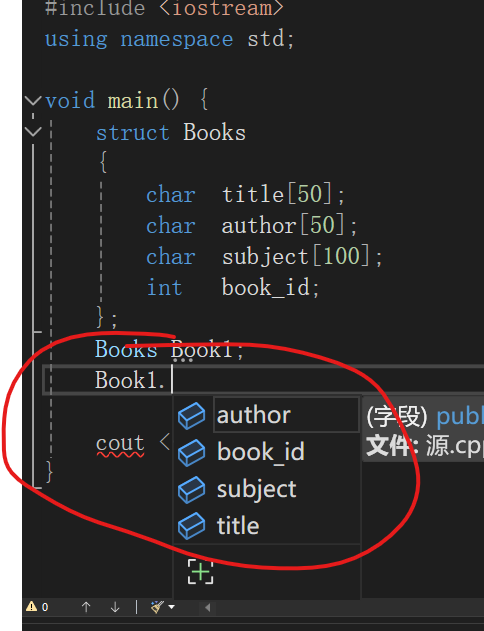 #include <iostream>
using namespace std;
void main() {
struct Books
{
char title[50];
char author[50];
char subject[100];
int book_id;
};
Books Book1;
Book1.
author
(字段) publ
book_id
文件: 源.cpp
cout <
subject
}
title
0